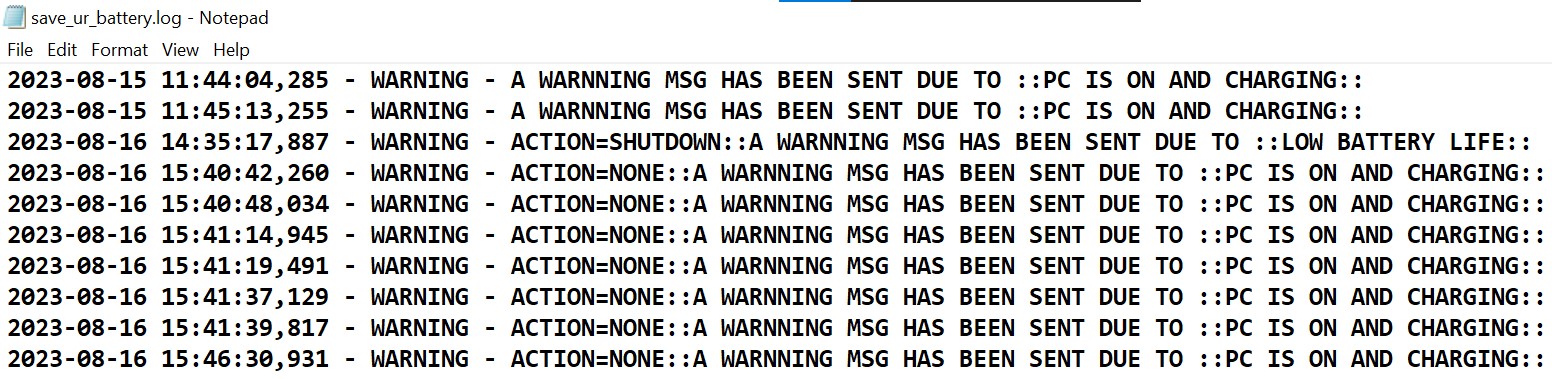 save_ur_battery.log - Notepad
File Edit Format View Help
2023-08-15 11:44:04,285 - WARNING - A WARNNING MSG HAS BEEN SENT DUE TO ::PC IS ON AND CHARGING::
2023-08-15 11:45:13,255 - WARNING - A WARNNING MSG HAS BEEN SENT DUE TO ::PC IS ON AND CHARGING::
2023-08-16 14:35:17,887 - WARNING - ACTION=SHUTDOWN::A WARNNING MSG HAS BEEN SENT DUE TO ::LOW BATTERY LIFE::
2023-08-16 15:40:42,260 - WARNING - ACTION=NONE::A WARNNING MSG HAS BEEN SENT DUE TO ::PC IS ON AND CHARGING::
2023-08-16 15:40:48,034 - WARNING - ACTION=NONE::A WARNNING MSG HAS BEEN SENT DUE TO ::PC IS ON AND CHARGING::
2023-08-16 15:41:14,945 - WARNING - ACTION=NONE::A WARNNING MSG HAS BEEN SENT DUE TO ::PC IS ON AND CHARGING::
2023-08-16 15:41:19,491 - WARNING - ACTION=NONE::A WARNNING MSG HAS BEEN SENT DUE TO ::PC IS ON AND CHARGING::
2023-08-16 15:41:37,129 - WARNING - ACTION=NONE::A WARNNING MSG HAS BEEN SENT DUE TO ::PC IS ON AND CHARGING::
2023-08-16 15:41:39,817 - WARNING - ACTION=NONE::A WARNNING MSG HAS BEEN SENT DUE TO ::PC IS ON AND CHARGING::
2023-08-16 15:46:30,931 - WARNING - ACTION=NONE::A WARNNING MSG HAS BEEN SENT DUE TO ::PC IS ON AND CHARGING::